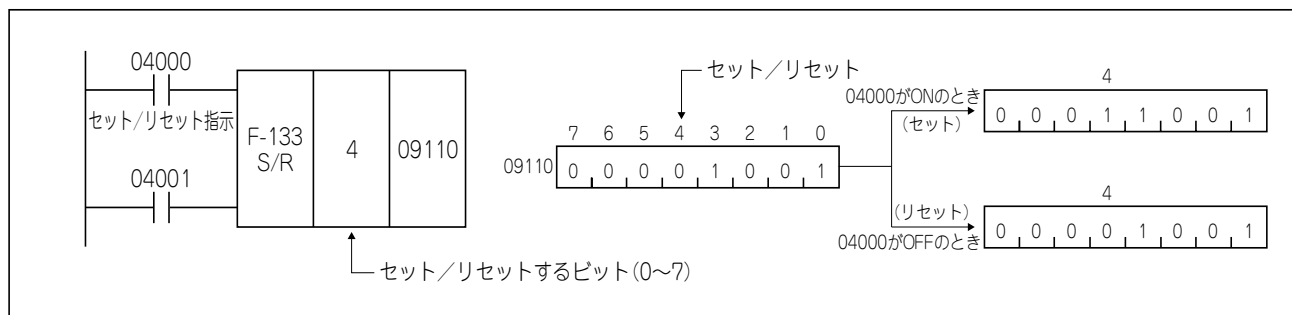 04000
セット/リセット指示
04001
F-133
S/R
4
09110
セット／リセットするビット(0〜7)
セット／リセット
7 6 5 4 3 2 1 0
09110
0 0 0 0 1 0 0 1
04000がONのとき
(セット)
4
0 0 0 1 1 0 0 1
(リセット)
04000がOFFのとき
4
0 0 0 0 1 0 0 1